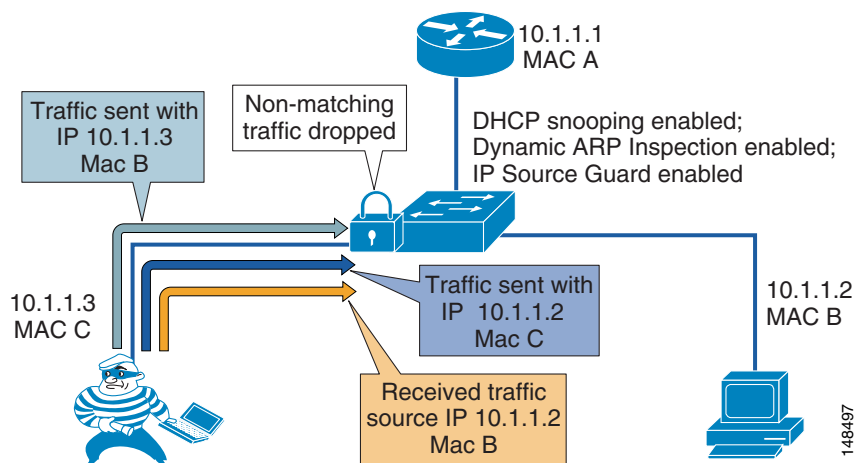 10.1.1.1
MAC A
Traffic sent with
IP 10.1.1.3
Mac B
Non-matching
traffic dropped
DHCP snooping enabled;
Dynamic ARP Inspection enabled;
IP Source Guard enabled
10.1.1.3
MAC C
Traffic sent with
IP 10.1.1.2
Mac C
10.1.1.2
MAC B
Received traffic
source IP 10.1.1.2
Mac B
148497